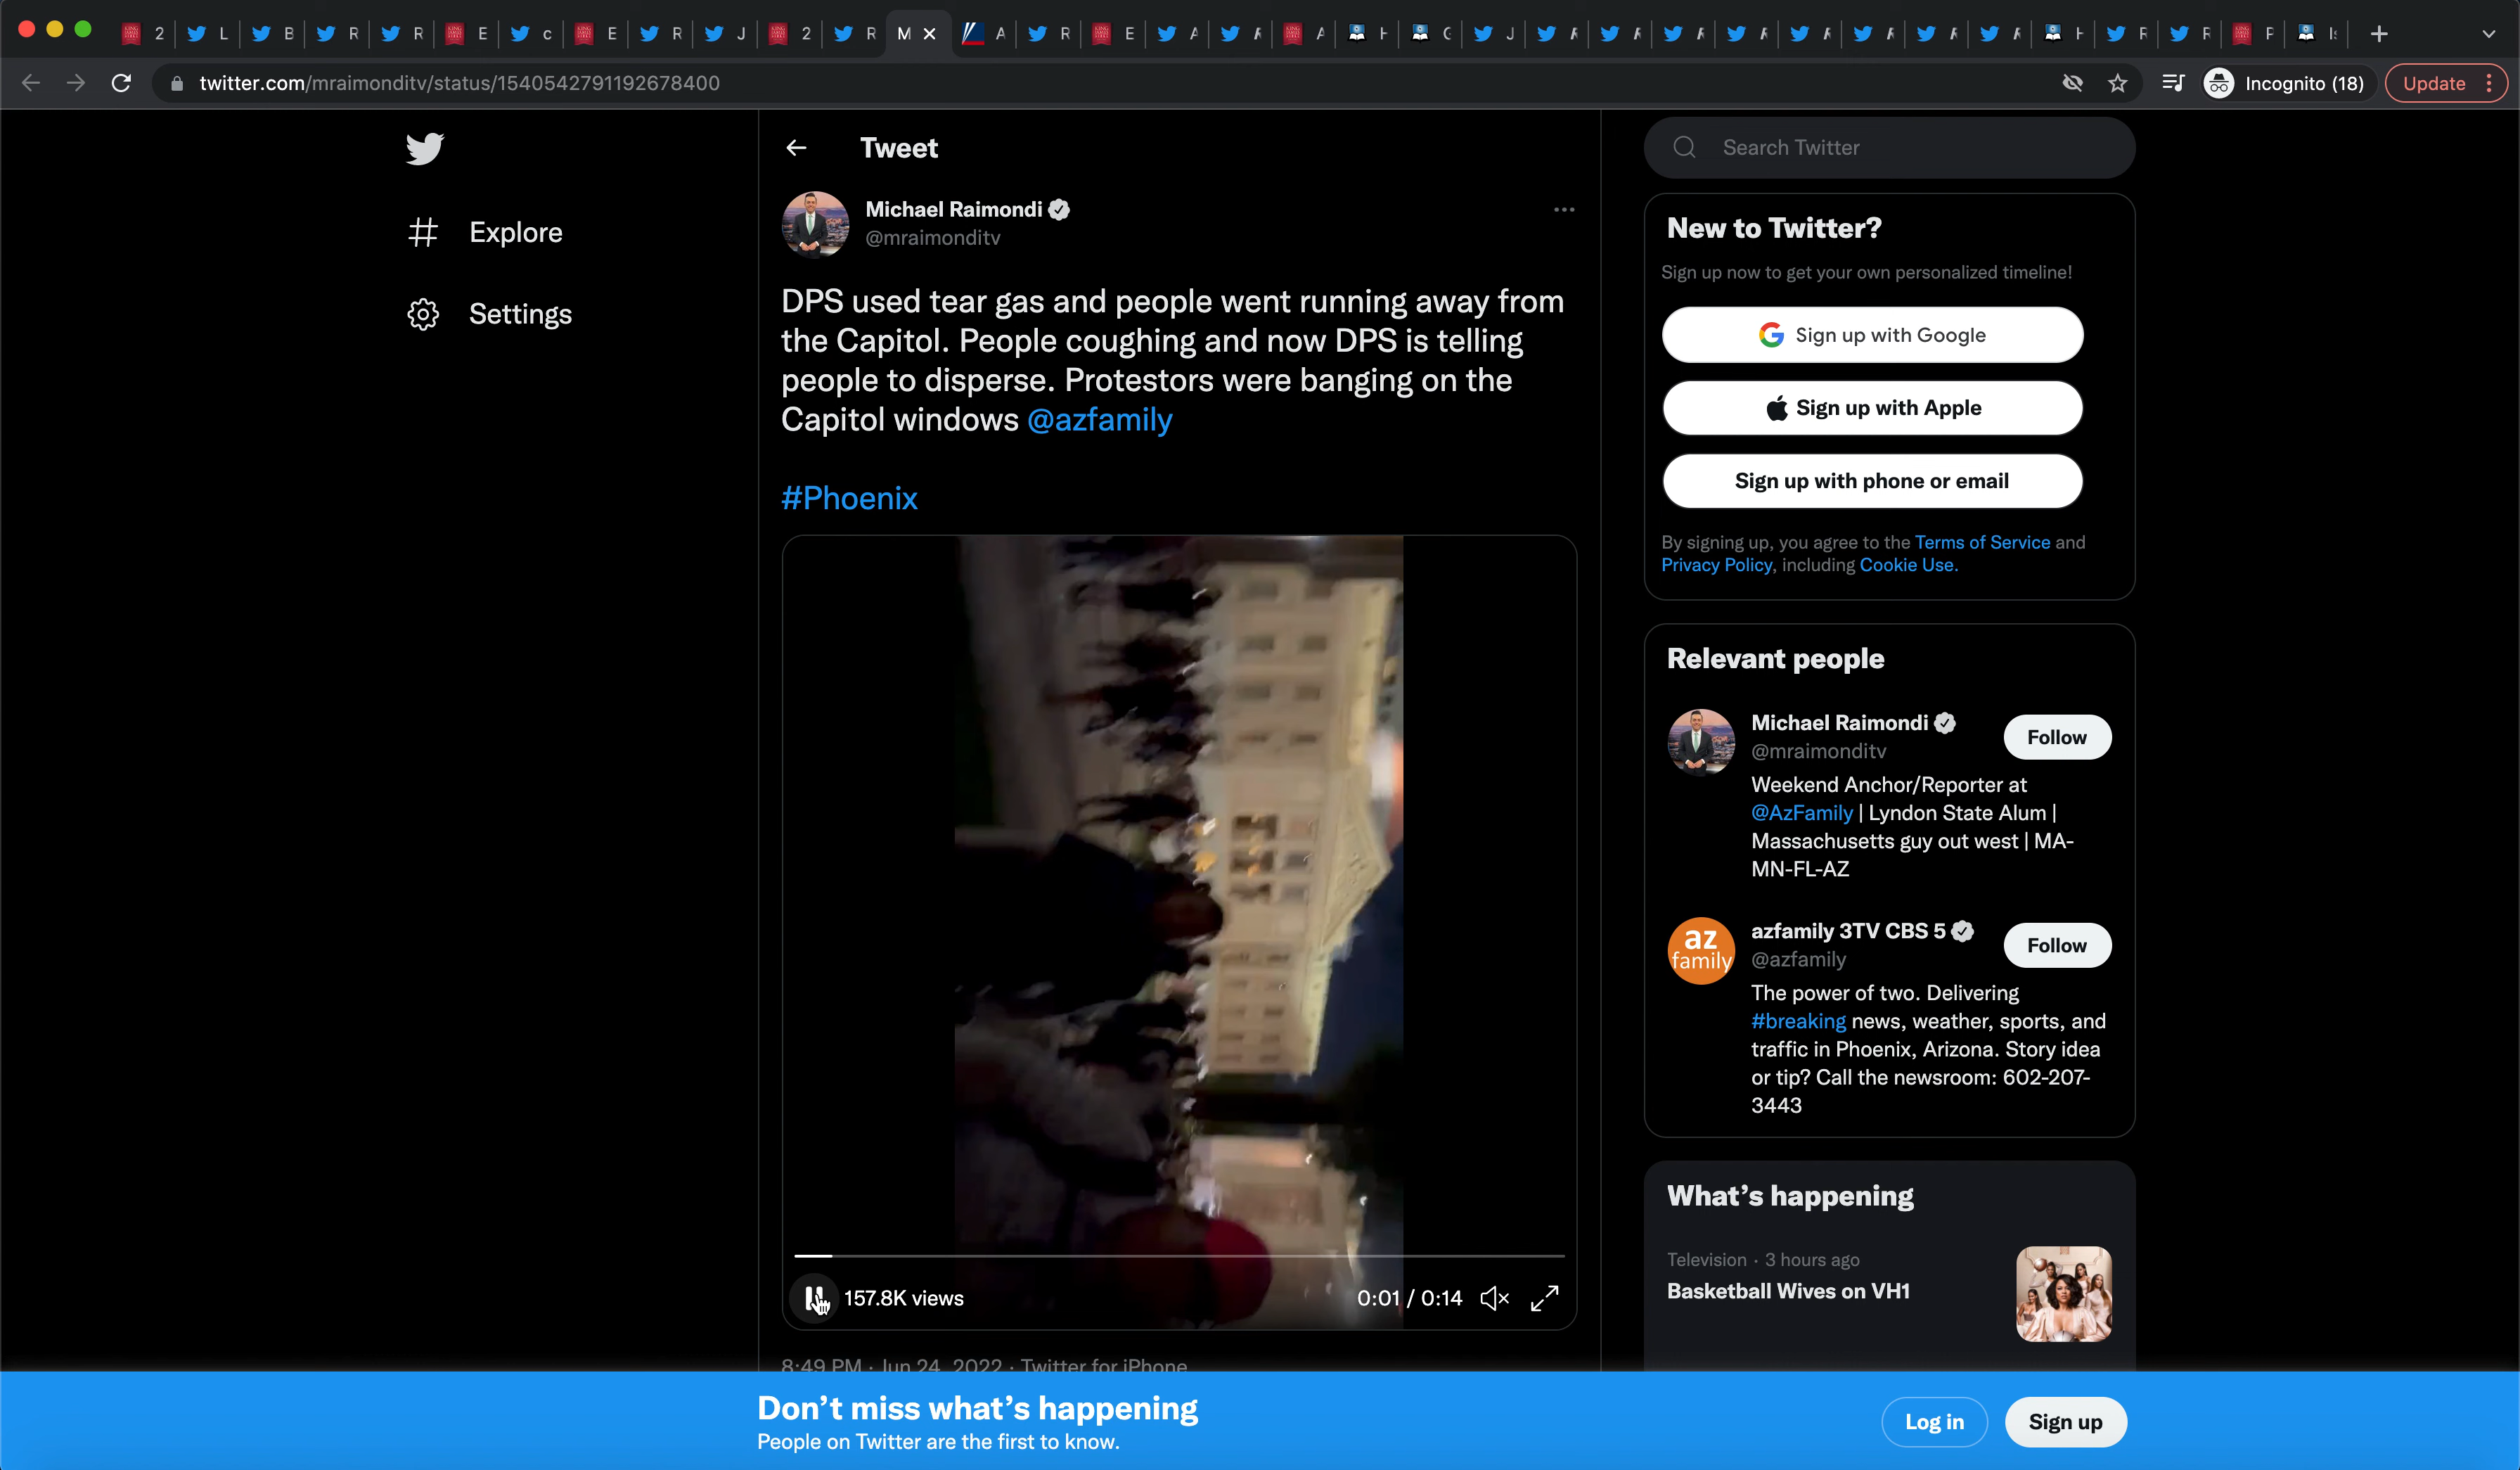 2
L
B
R
R
E
c
E
R
J
2
R
M
A
R
E
A
A
J
R
R
P
twitter.com/mraimonditv/status/1540542791192678400
Incognito (18)
Update
Explore
Settings
Tweet
Michael Raimondi
@mraimonditv
DPS used tear gas and people went running away from
the Capitol. People coughing and now DPS is telling
people to disperse. Protestors were banging on the
Capitol windows @azfamily
#Phoenix
157.8K views
0:01 / 0:14
8:49 PM · Jun 24, 2022 · Twitter for iPhone
Search Twitter
New to Twitter?
Sign up now to get your own personalized timeline!
Sign up with Google
Sign up with Apple
Sign up with phone or email
By signing up, you agree to the Terms of Service and
Privacy Policy, including Cookie Use.
Relevant people
Michael Raimondi
@mraimonditv
Follow
Weekend Anchor/Reporter at
@AzFamily | Lyndon State Alum |
Massachusetts guy out west | MA-
MN-FL-AZ
az
family
azfamily 3TV CBS 5
@azfamily
Follow
The power of two. Delivering
#breaking news, weather, sports, and
traffic in Phoenix, Arizona. Story idea
or tip? Call the newsroom: 602-207-
3443
What's happening
Television · 3 hours ago
Basketball Wives on VH1
Don't miss what's happening
People on Twitter are the first to know.
Log in
Sign up